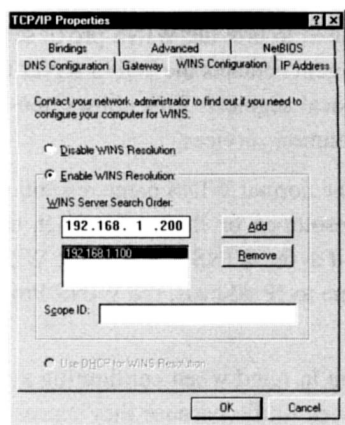 TCP/IP Properties
Bindings Advanced NetBIOS
DNS Configuration Gateway WINS Configuration IP Address
Contact your network administrator to find out if you need to
configure your computer for WINS.
Disable WINS Resolution
Enable WINS Resolution:
WINS Server Search Order:
192.168. 1 .200 Add
192.168.1.100 Remove
Scope ID:
Use DHCP for WINS Resolution
OK Cancel